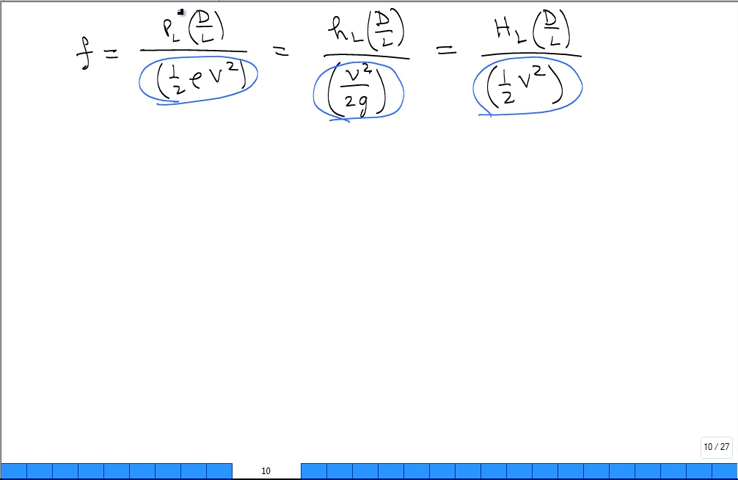 f = P_L (D/L) / (1/2 ρ V²) = h_L (D/L) / (V²/2g) = H_L (D/L) / (1/2 V²)
10 / 27
10